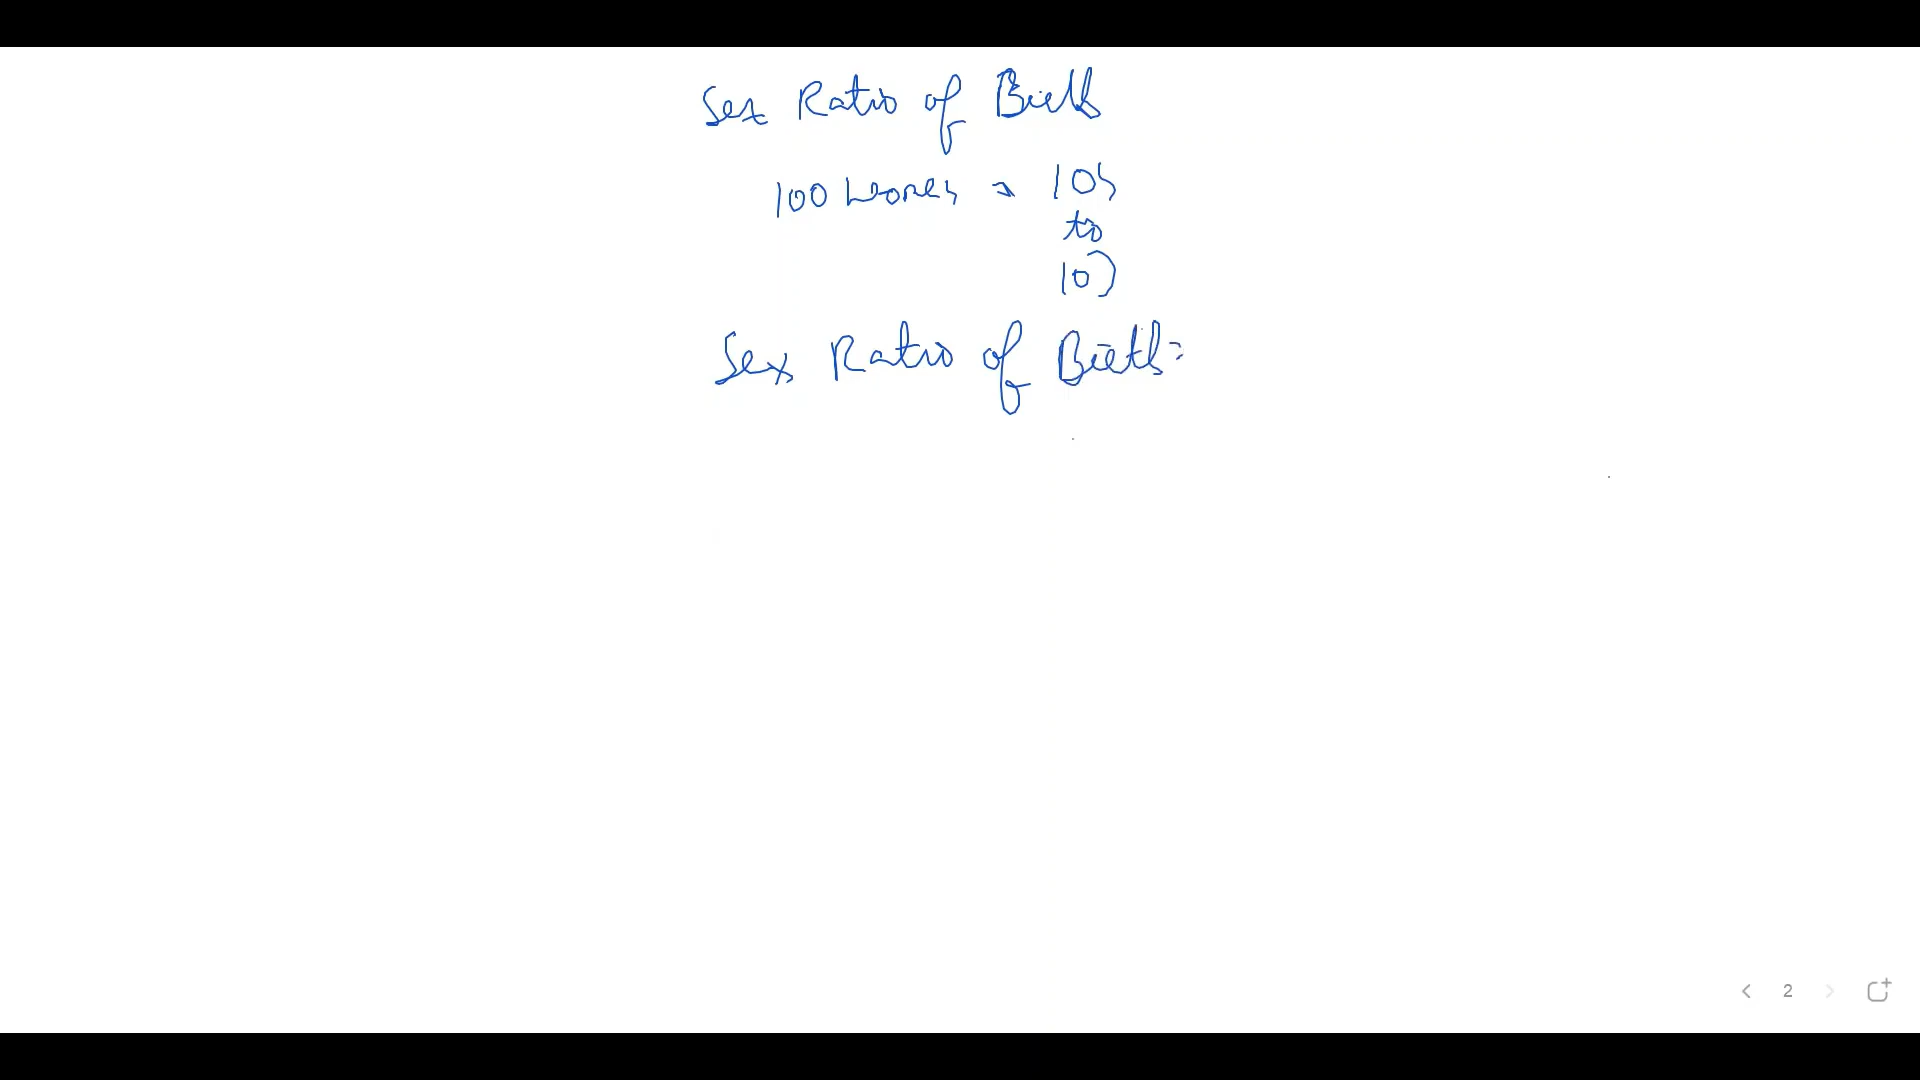 Sex Ratio of Birth
100 women → 105
to
107
Sex Ratio of Birth =
2